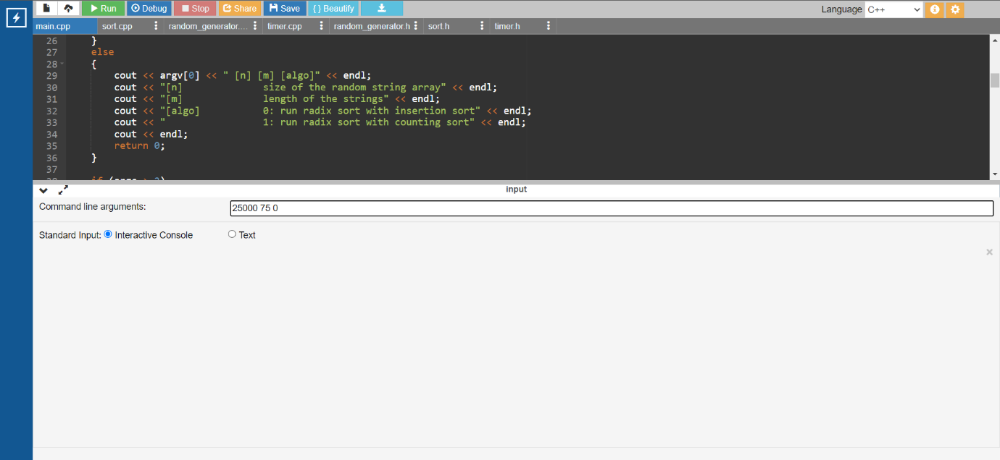 Run Debug Stop Share Save { } Beautify Language C++
main.cpp sort.cpp random_generator.... timer.cpp random_generator.h sort.h timer.h
26 }
27 else
28 {
29 cout << argv[0] << " [n] [m] [algo]" << endl;
30 cout << "[n] size of the random string array" << endl;
31 cout << "[m] length of the strings" << endl;
32 cout << "[algo] 0: run radix sort with insertion sort" << endl;
33 cout << " 1: run radix sort with counting sort" << endl;
34 cout << endl;
35 return 0;
36 }
37
input
Command line arguments: 25000 75 0
Standard Input: Interactive Console Text